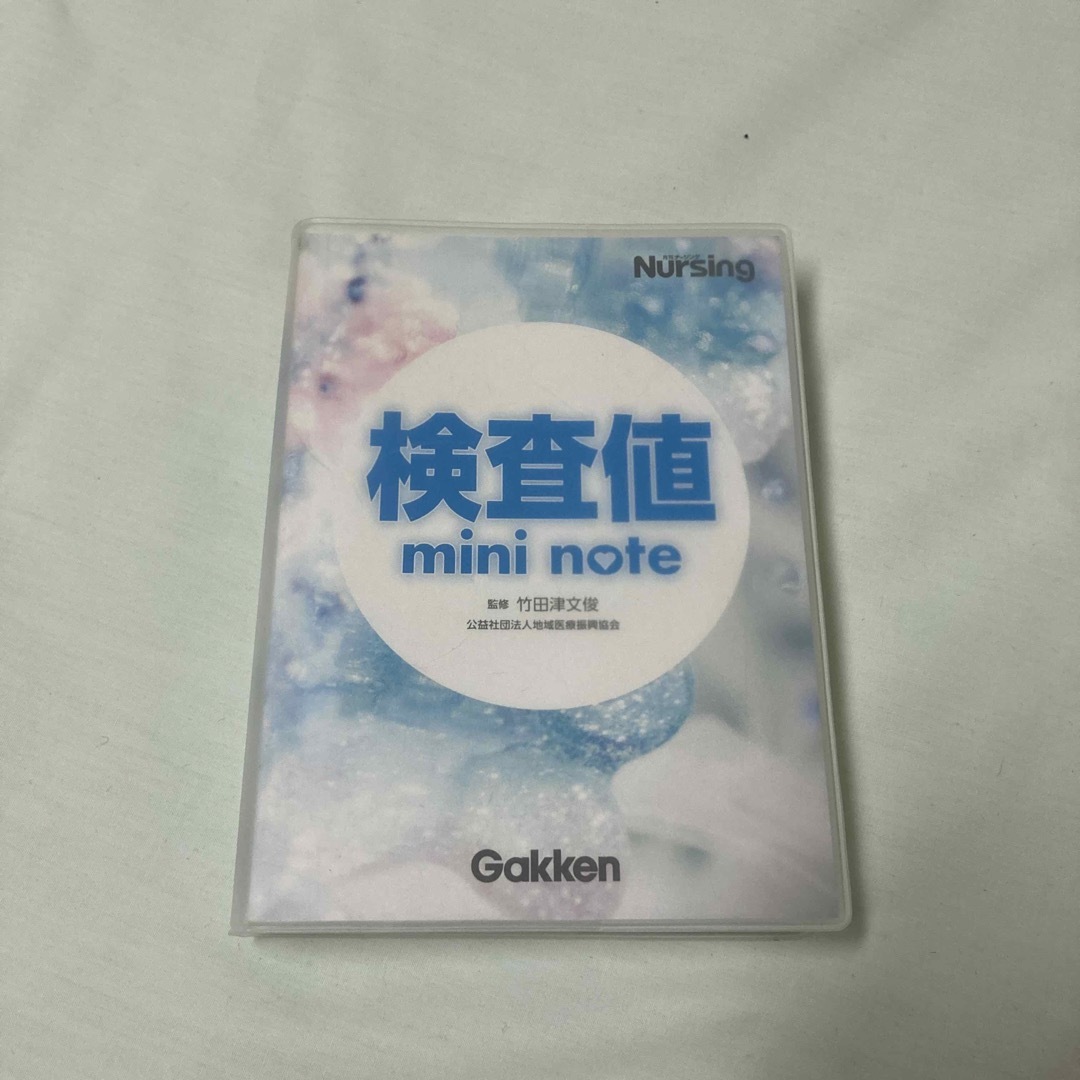 Nursing
検査値
mini note
監修 竹田津文俊
公益社団法人地域医療振興協会
Gakken